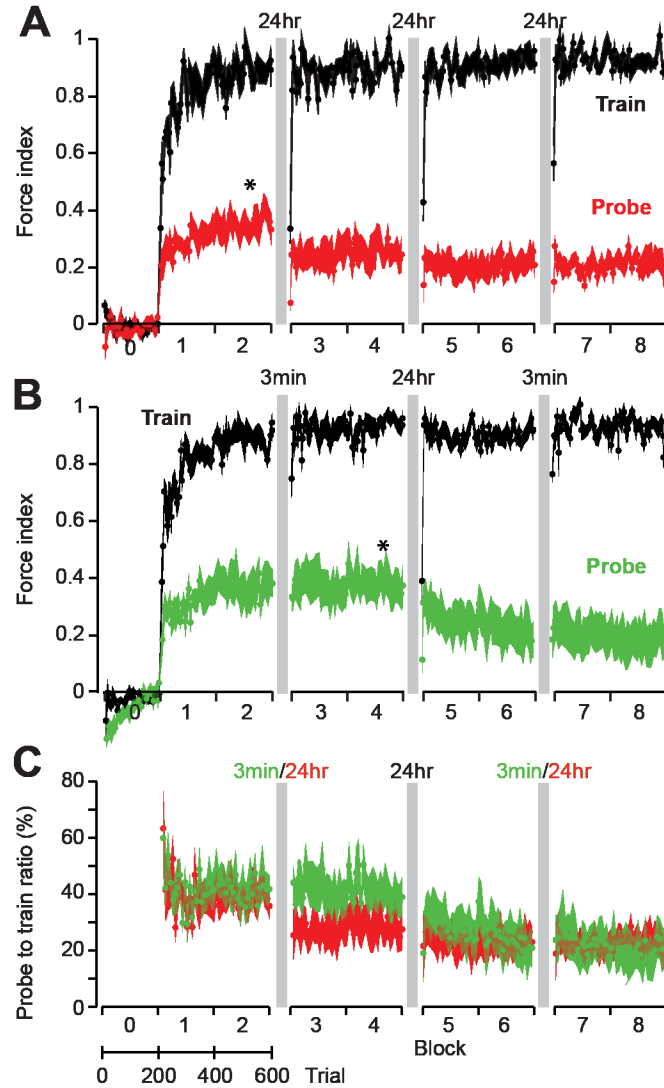 A
24hr 24hr 24hr
Force index
1
0.8
0.6
0.4
0.2
0
Train
*
Probe
0 1 2 3 4 5 6 7 8
B
3min 24hr 3min
Force index
1
0.8
0.6
0.4
0.2
0
Train
*
Probe
0 1 2 3 4 5 6 7 8
C
3min/24hr 24hr 3min/24hr
Probe to train ratio (%)
80
60
40
20
0
0 1 2 3 4 5 6 7 8
Block
0 200 400 600 Trial